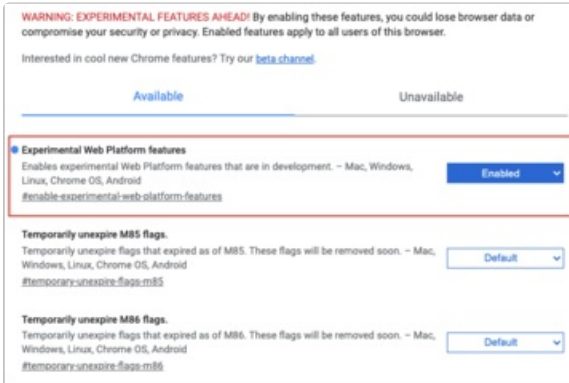 WARNING: EXPERIMENTAL FEATURES AHEAD! By enabling these features, you could lose browser data or
compromise your security or privacy. Enabled features apply to all users of this browser.
Interested in cool new Chrome features? Try our beta channel.
Available
Unavailable
Experimental Web Platform features
Enables experimental Web Platform features that are in development. – Mac, Windows,
Linux, Chrome OS, Android
#enable-experimental-web-platform-features
Enabled
Temporarily unexpire M85 flags.
Temporarily unexpire flags that expired as of M85. These flags will be removed soon. – Mac,
Windows, Linux, Chrome OS, Android
#temporary-unexpire-flags-m85
Default
Temporarily unexpire M86 flags.
Temporarily unexpire flags that expired as of M86. These flags will be removed soon. – Mac,
Windows, Linux, Chrome OS, Android
#temporary-unexpire-flags-m86
Default